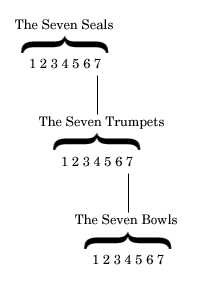 The Seven Seals
1 2 3 4 5 6 7
The Seven Trumpets
1 2 3 4 5 6 7
The Seven Bowls
1 2 3 4 5 6 7